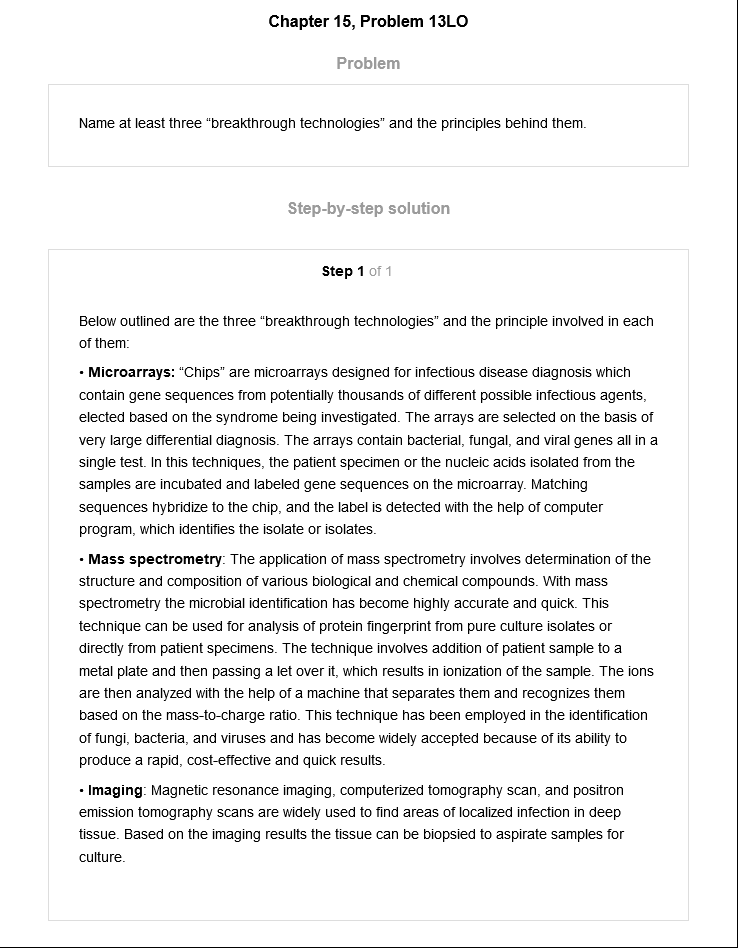 Chapter 15, Problem 13LO
Problem
Name at least three “breakthrough technologies” and the principles behind them.
Step-by-step solution
Step 1 of 1
Below outlined are the three “breakthrough technologies” and the principle involved in each
of them:
• Microarrays: “Chips” are microarrays designed for infectious disease diagnosis which
contain gene sequences from potentially thousands of different possible infectious agents,
elected based on the syndrome being investigated. The arrays are selected on the basis of
very large differential diagnosis. The arrays contain bacterial, fungal, and viral genes all in a
single test. In this techniques, the patient specimen or the nucleic acids isolated from the
samples are incubated and labeled gene sequences on the microarray. Matching
sequences hybridize to the chip, and the label is detected with the help of computer
program, which identifies the isolate or isolates.
• Mass spectrometry: The application of mass spectrometry involves determination of the
structure and composition of various biological and chemical compounds. With mass
spectrometry the microbial identification has become highly accurate and quick. This
technique can be used for analysis of protein fingerprint from pure culture isolates or
directly from patient specimens. The technique involves addition of patient sample to a
metal plate and then passing a let over it, which results in ionization of the sample. The ions
are then analyzed with the help of a machine that separates them and recognizes them
based on the mass-to-charge ratio. This technique has been employed in the identification
of fungi, bacteria, and viruses and has become widely accepted because of its ability to
produce a rapid, cost-effective and quick results.
• Imaging: Magnetic resonance imaging, computerized tomography scan, and positron
emission tomography scans are widely used to find areas of localized infection in deep
tissue. Based on the imaging results the tissue can be biopsied to aspirate samples for
culture.